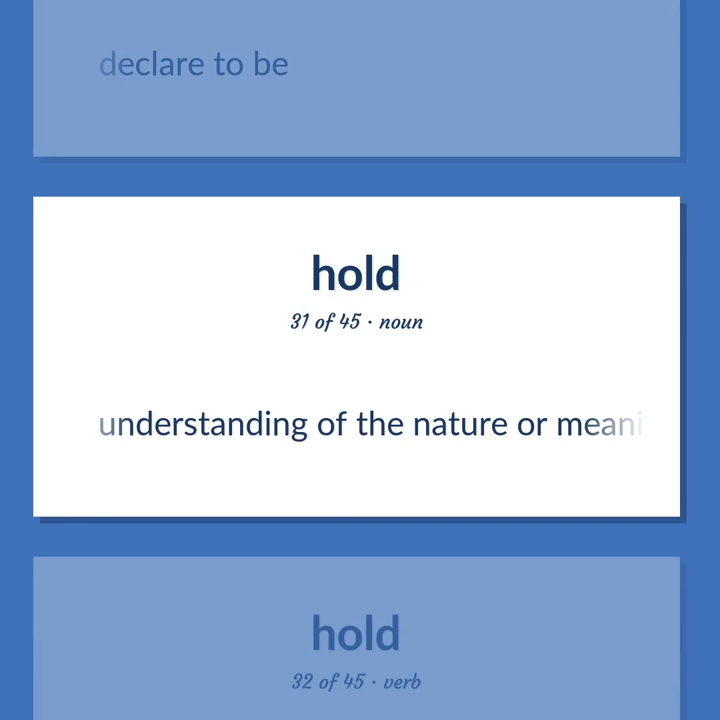 declare to be
hold
31 of 45 · noun
understanding of the nature or meani
hold
32 of 45 · verb